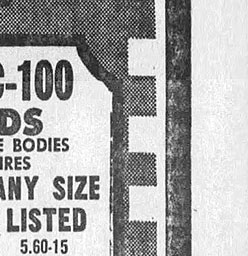 C-100
DS
E BODIES
IRES
ANY SIZE
LISTED
5.60-15